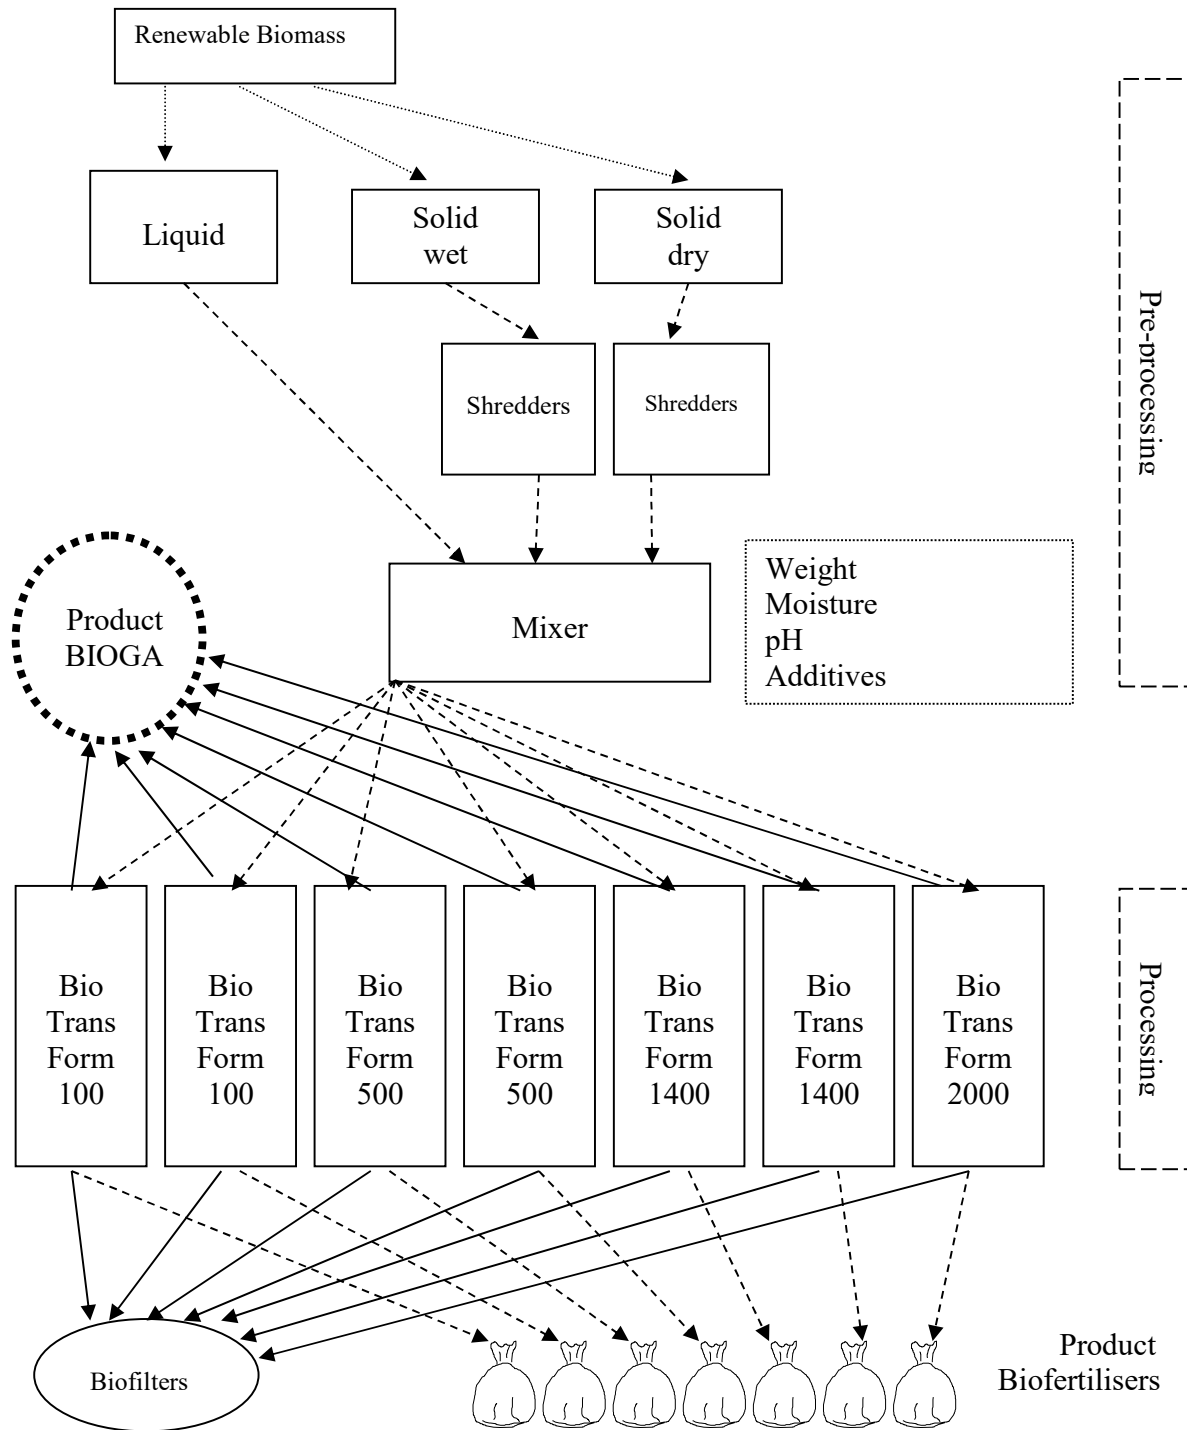 Renewable Biomass
Liquid
Solid
wet
Solid
dry
Pre-processing
Shredders
Shredders
Weight
Moisture
pH
Additives
Mixer
Product
BIOGA
Bio
Trans
Form
100
Bio
Trans
Form
100
Bio
Trans
Form
500
Bio
Trans
Form
500
Bio
Trans
Form
1400
Bio
Trans
Form
1400
Bio
Trans
Form
2000
Processing
Biofilters
Product
Biofertilisers